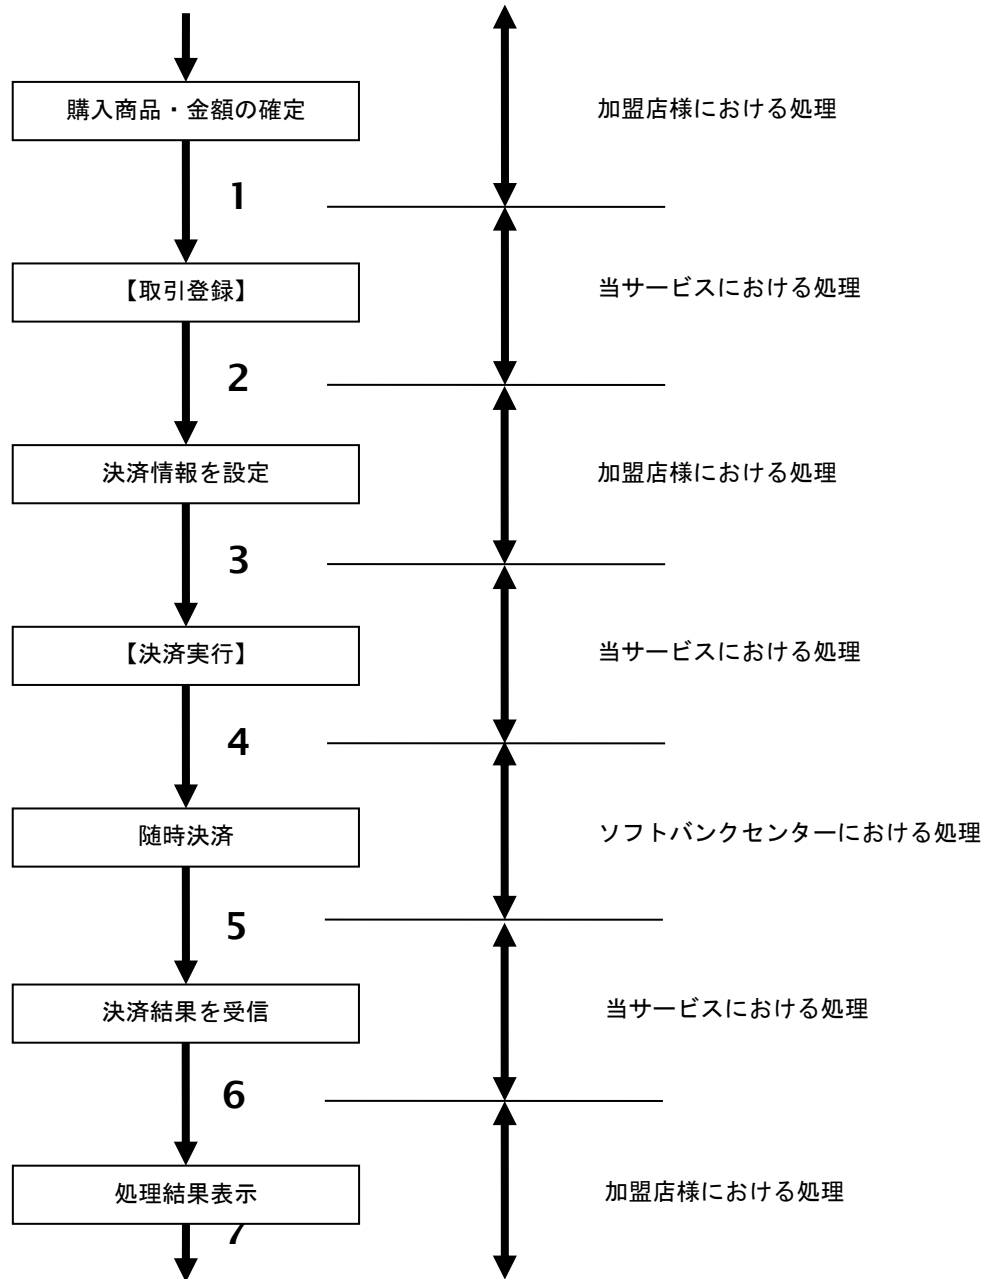 購入商品・金額の確定
加盟店様における処理
1
【取引登録】
当サービスにおける処理
2
決済情報を設定
加盟店様における処理
3
【決済実行】
当サービスにおける処理
4
随時決済
ソフトバンクセンターにおける処理
5
決済結果を受信
当サービスにおける処理
6
処理結果表示
加盟店様における処理
7